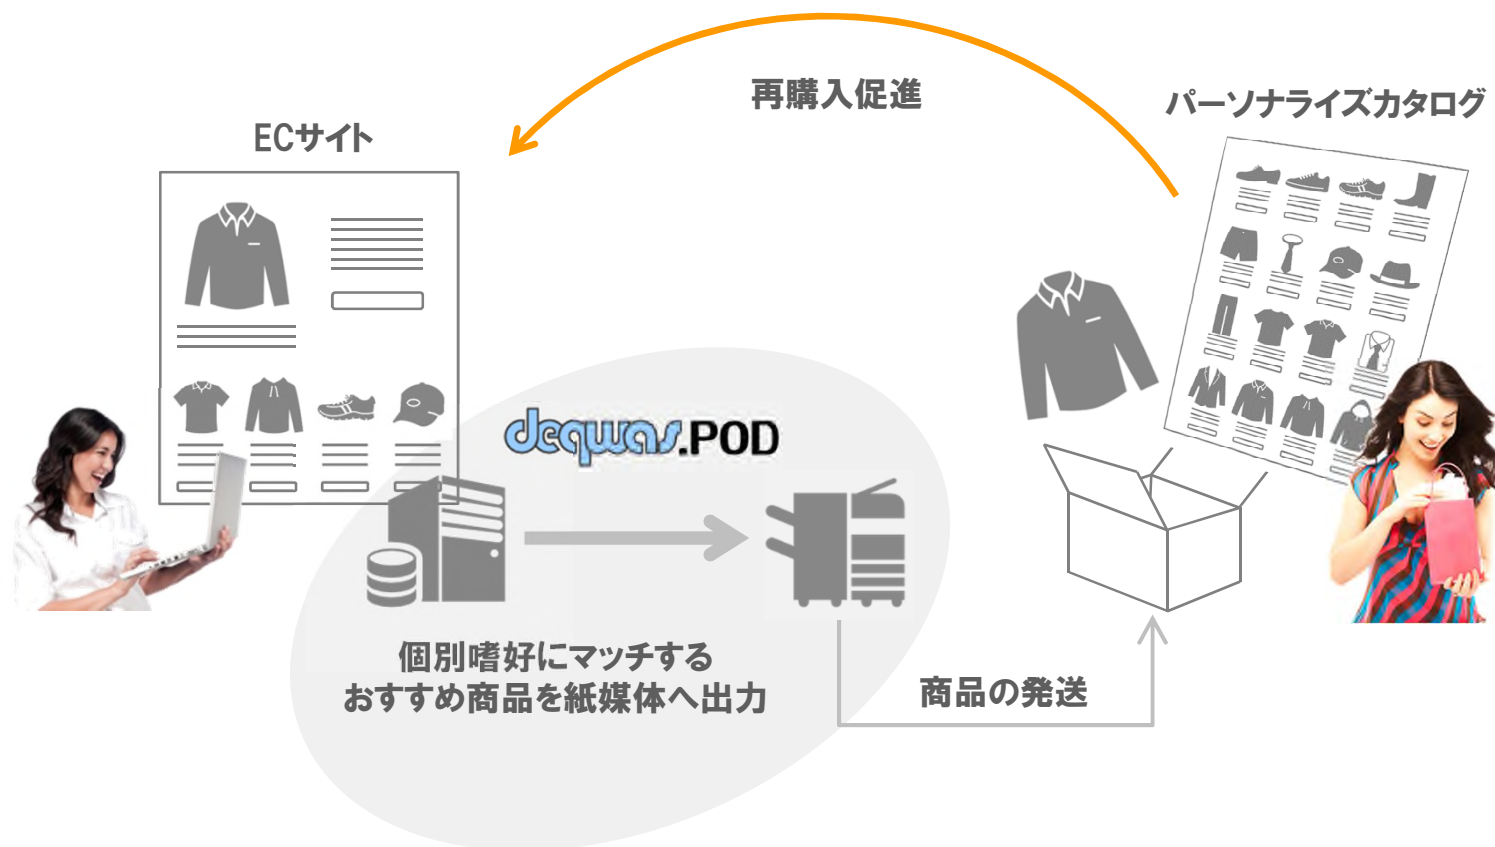 再購入促進
パーソナライズカタログ
ECサイト
deqwas.POD
個別嗜好にマッチする
おすすめ商品を紙媒体へ出力
商品の発送